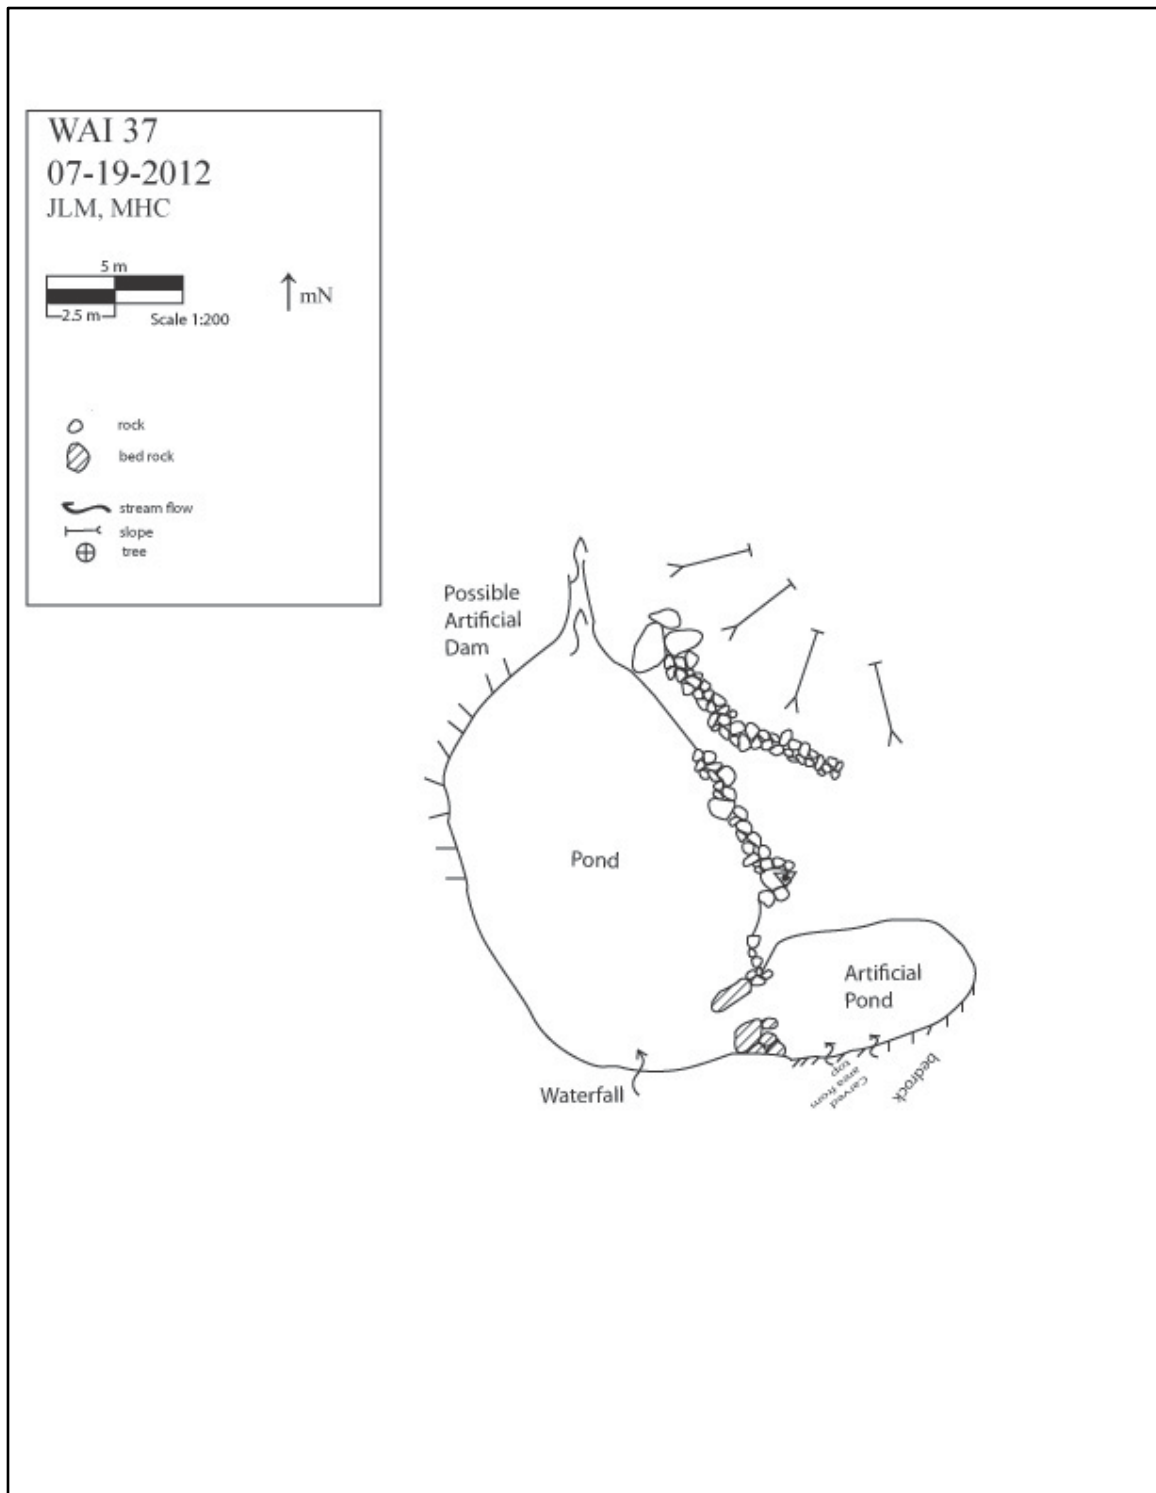 WAI 37
07-19-2012
JLM, MHC
5 m
2.5 m
Scale 1:200
mN
rock
bed rock
stream flow
slope
tree
Possible
Artificial
Dam
Pond
Artificial
Pond
Waterfall
Carved
area from
top
bedrock